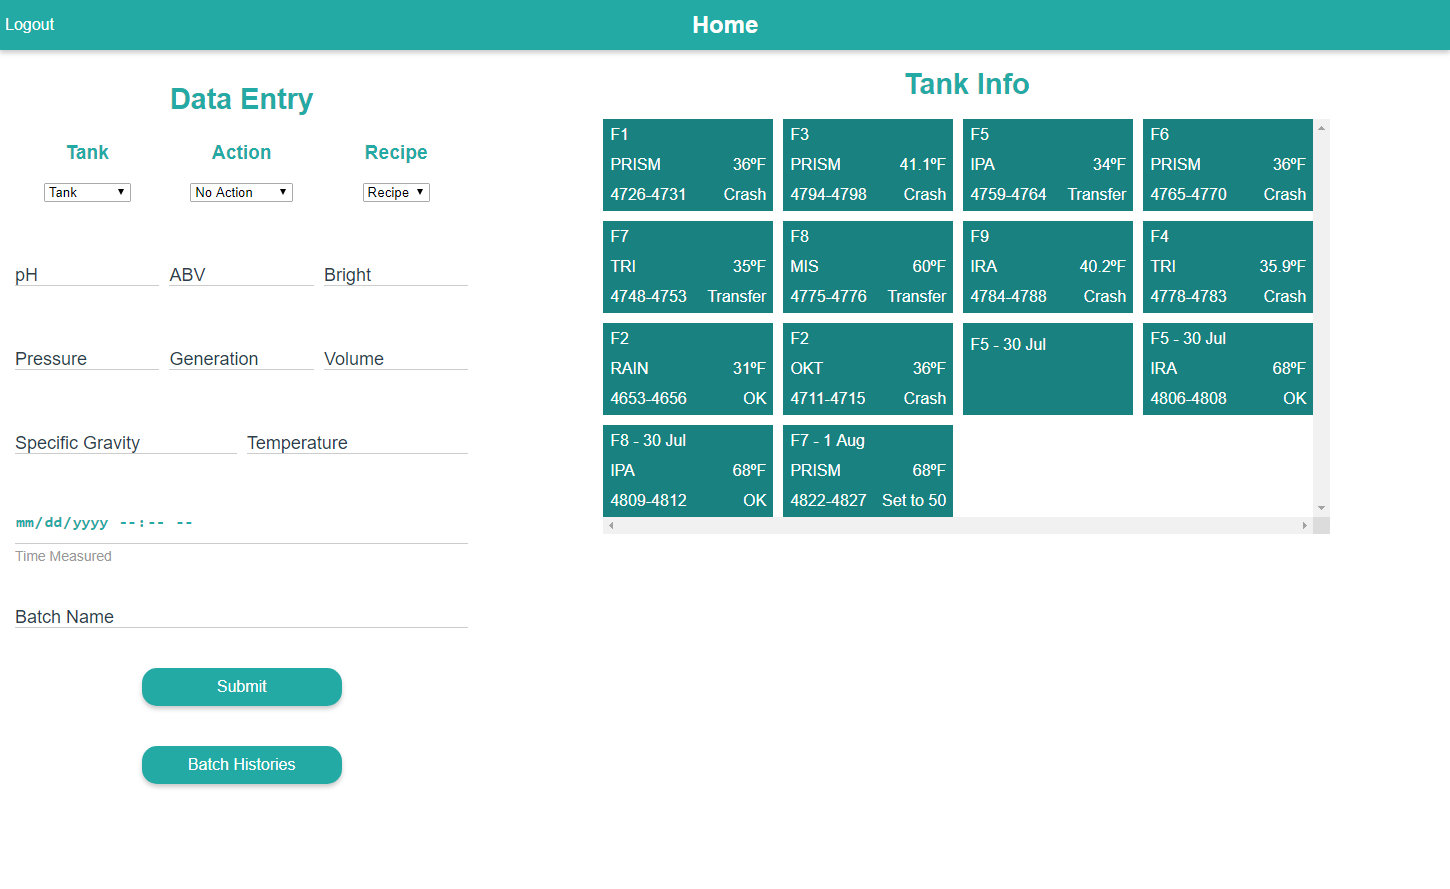 Logout
Home
Data Entry
Tank Action Recipe
Tank No Action Recipe
pH ABV Bright
Pressure Generation Volume
Specific Gravity Temperature
mm/dd/yyyy --:-- --
Time Measured
Batch Name
Submit
Batch Histories
Tank Info
F1
PRISM 36ºF
4726-4731 Crash
F3
PRISM 41.1ºF
4794-4798 Crash
F5
IPA 34ºF
4759-4764 Transfer
F6
PRISM 36ºF
4765-4770 Crash
F7
TRI 35ºF
4748-4753 Transfer
F8
MIS 60ºF
4775-4776 Transfer
F9
IRA 40.2ºF
4784-4788 Crash
F4
TRI 35.9ºF
4778-4783 Crash
F2
RAIN 31ºF
4653-4656 OK
F2
OKT 36ºF
4711-4715 Crash
F5 - 30 Jul
F5 - 30 Jul
IRA 68ºF
4806-4808 OK
F8 - 30 Jul
IPA 68ºF
4809-4812 OK
F7 - 1 Aug
PRISM 68ºF
4822-4827 Set to 50